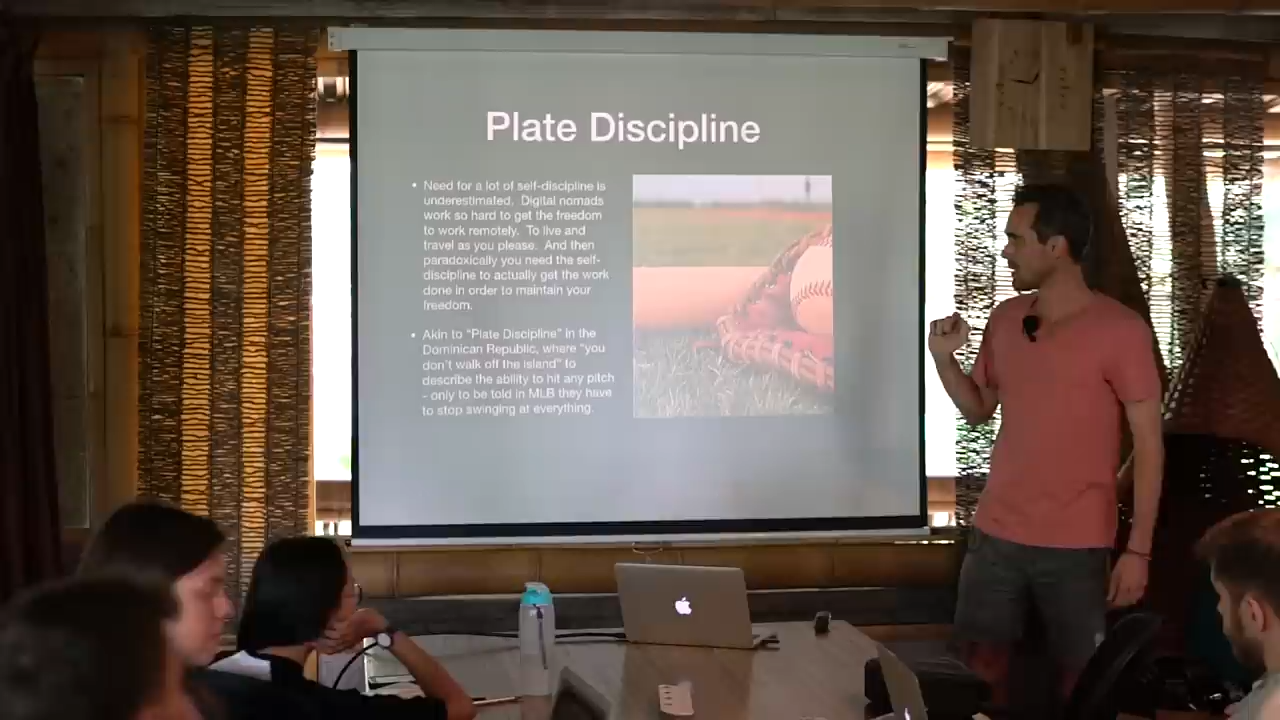 Plate Discipline
• Need for a lot of self-discipline is
underestimated. Digital nomads
work so hard to get the freedom
to work remotely. To live and
travel as you please. And then
paradoxically you need the self-
discipline to actually get the work
done in order to maintain your
freedom.
• Akin to “Plate Discipline” in the
Dominican Republic, where “you
don’t walk off the island” to
describe the ability to hit any pitch
- only to be told in MLB they have
to stop swinging at everything.